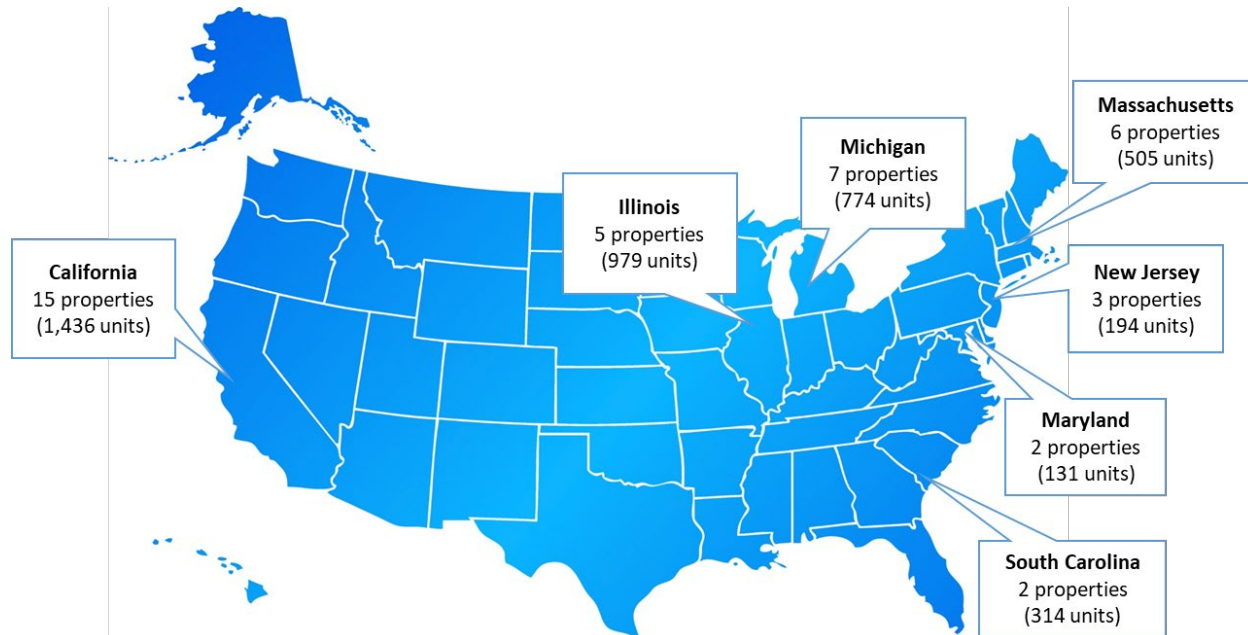 Massachusetts
6 properties
(505 units)
Michigan
7 properties
(774 units)
Illinois
5 properties
(979 units)
California
15 properties
(1,436 units)
New Jersey
3 properties
(194 units)
Maryland
2 properties
(131 units)
South Carolina
2 properties
(314 units)